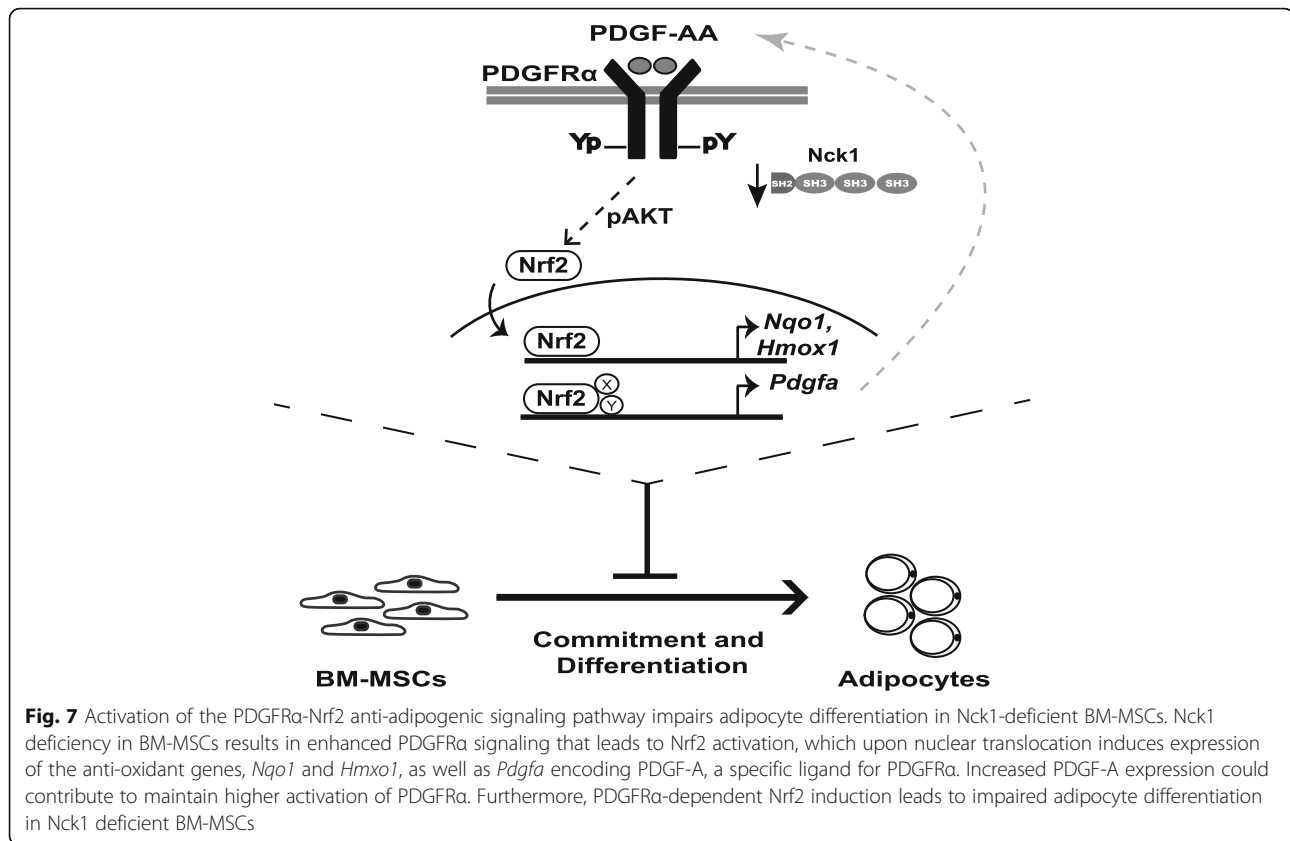 PDGF-AA
PDGFRα
Yp
pY
Nck1
SH2 SH3 SH3 SH3
pAKT
Nrf2
Nrf2
Nqo1,
Hmox1
Nrf2
X
Y
Pdgfa
Commitment and
Differentiation
BM-MSCs
Adipocytes
Fig. 7 Activation of the PDGFRα-Nrf2 anti-adipogenic signaling pathway impairs adipocyte differentiation in Nck1-deficient BM-MSCs. Nck1
deficiency in BM-MSCs results in enhanced PDGFRα signaling that leads to Nrf2 activation, which upon nuclear translocation induces expression
of the anti-oxidant genes, Nqo1 and Hmxo1, as well as Pdgfa encoding PDGF-A, a specific ligand for PDGFRα. Increased PDGF-A expression could
contribute to maintain higher activation of PDGFRα. Furthermore, PDGFRα-dependent Nrf2 induction leads to impaired adipocyte differentiation
in Nck1 deficient BM-MSCs